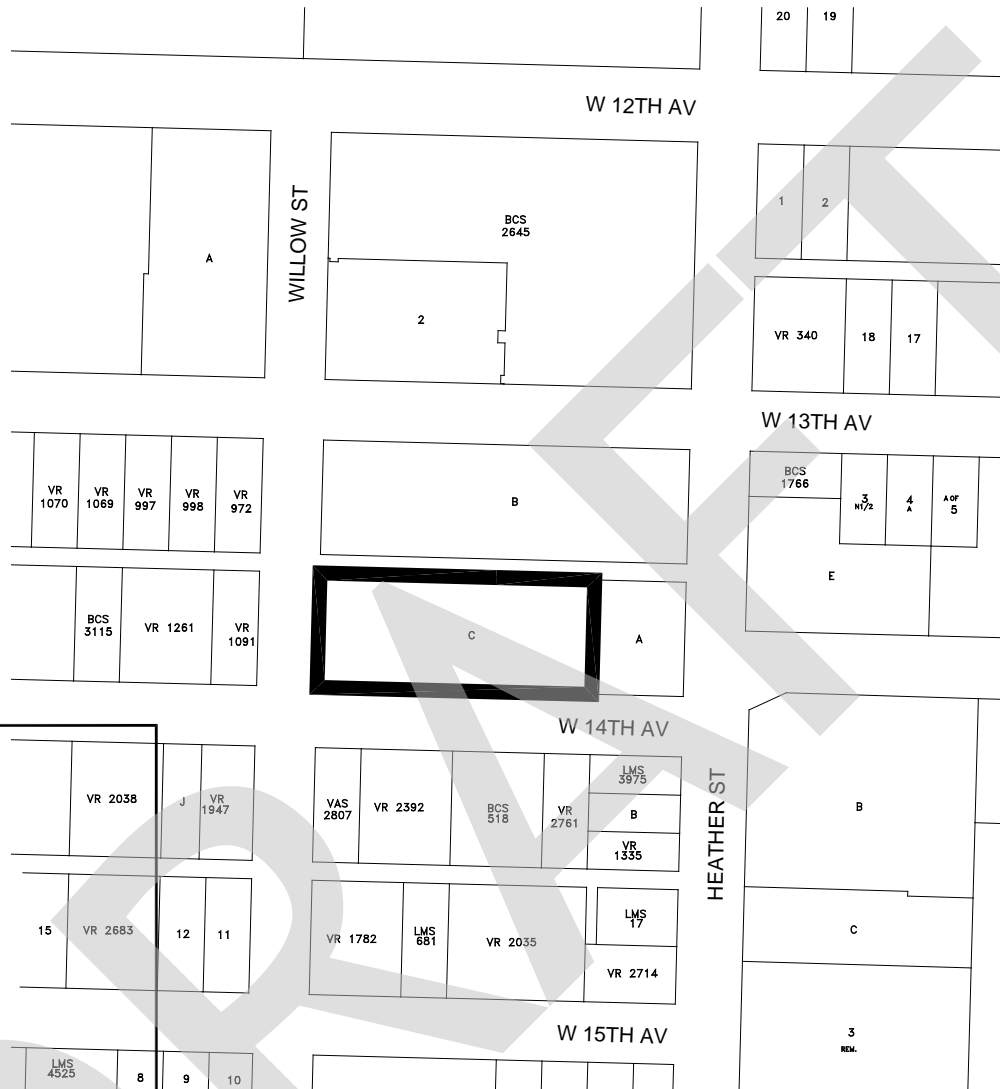 20 19
W 12TH AV
WILLOW ST
BCS
2645
1 2
A
2
VR 340 18 17
W 13TH AV
VR
1070
VR
1069
VR
997
VR
998
VR
972
B
BCS
1766
3
N1/2
4
A
A OF
5
E
BCS
3115
VR 1261
VR
1091
C
A
W 14TH AV
HEATHER ST
VR 2038
J
VR
1947
VAS
2807
VR 2392
BCS
518
VR
2761
LMS
3975
B
VR
1335
B
15
VR 2683
12
11
VR 1782
LMS
681
VR 2035
LMS
17
VR 2714
C
W 15TH AV
3
REM.
LMS
4525
8
9
10
DRAFT